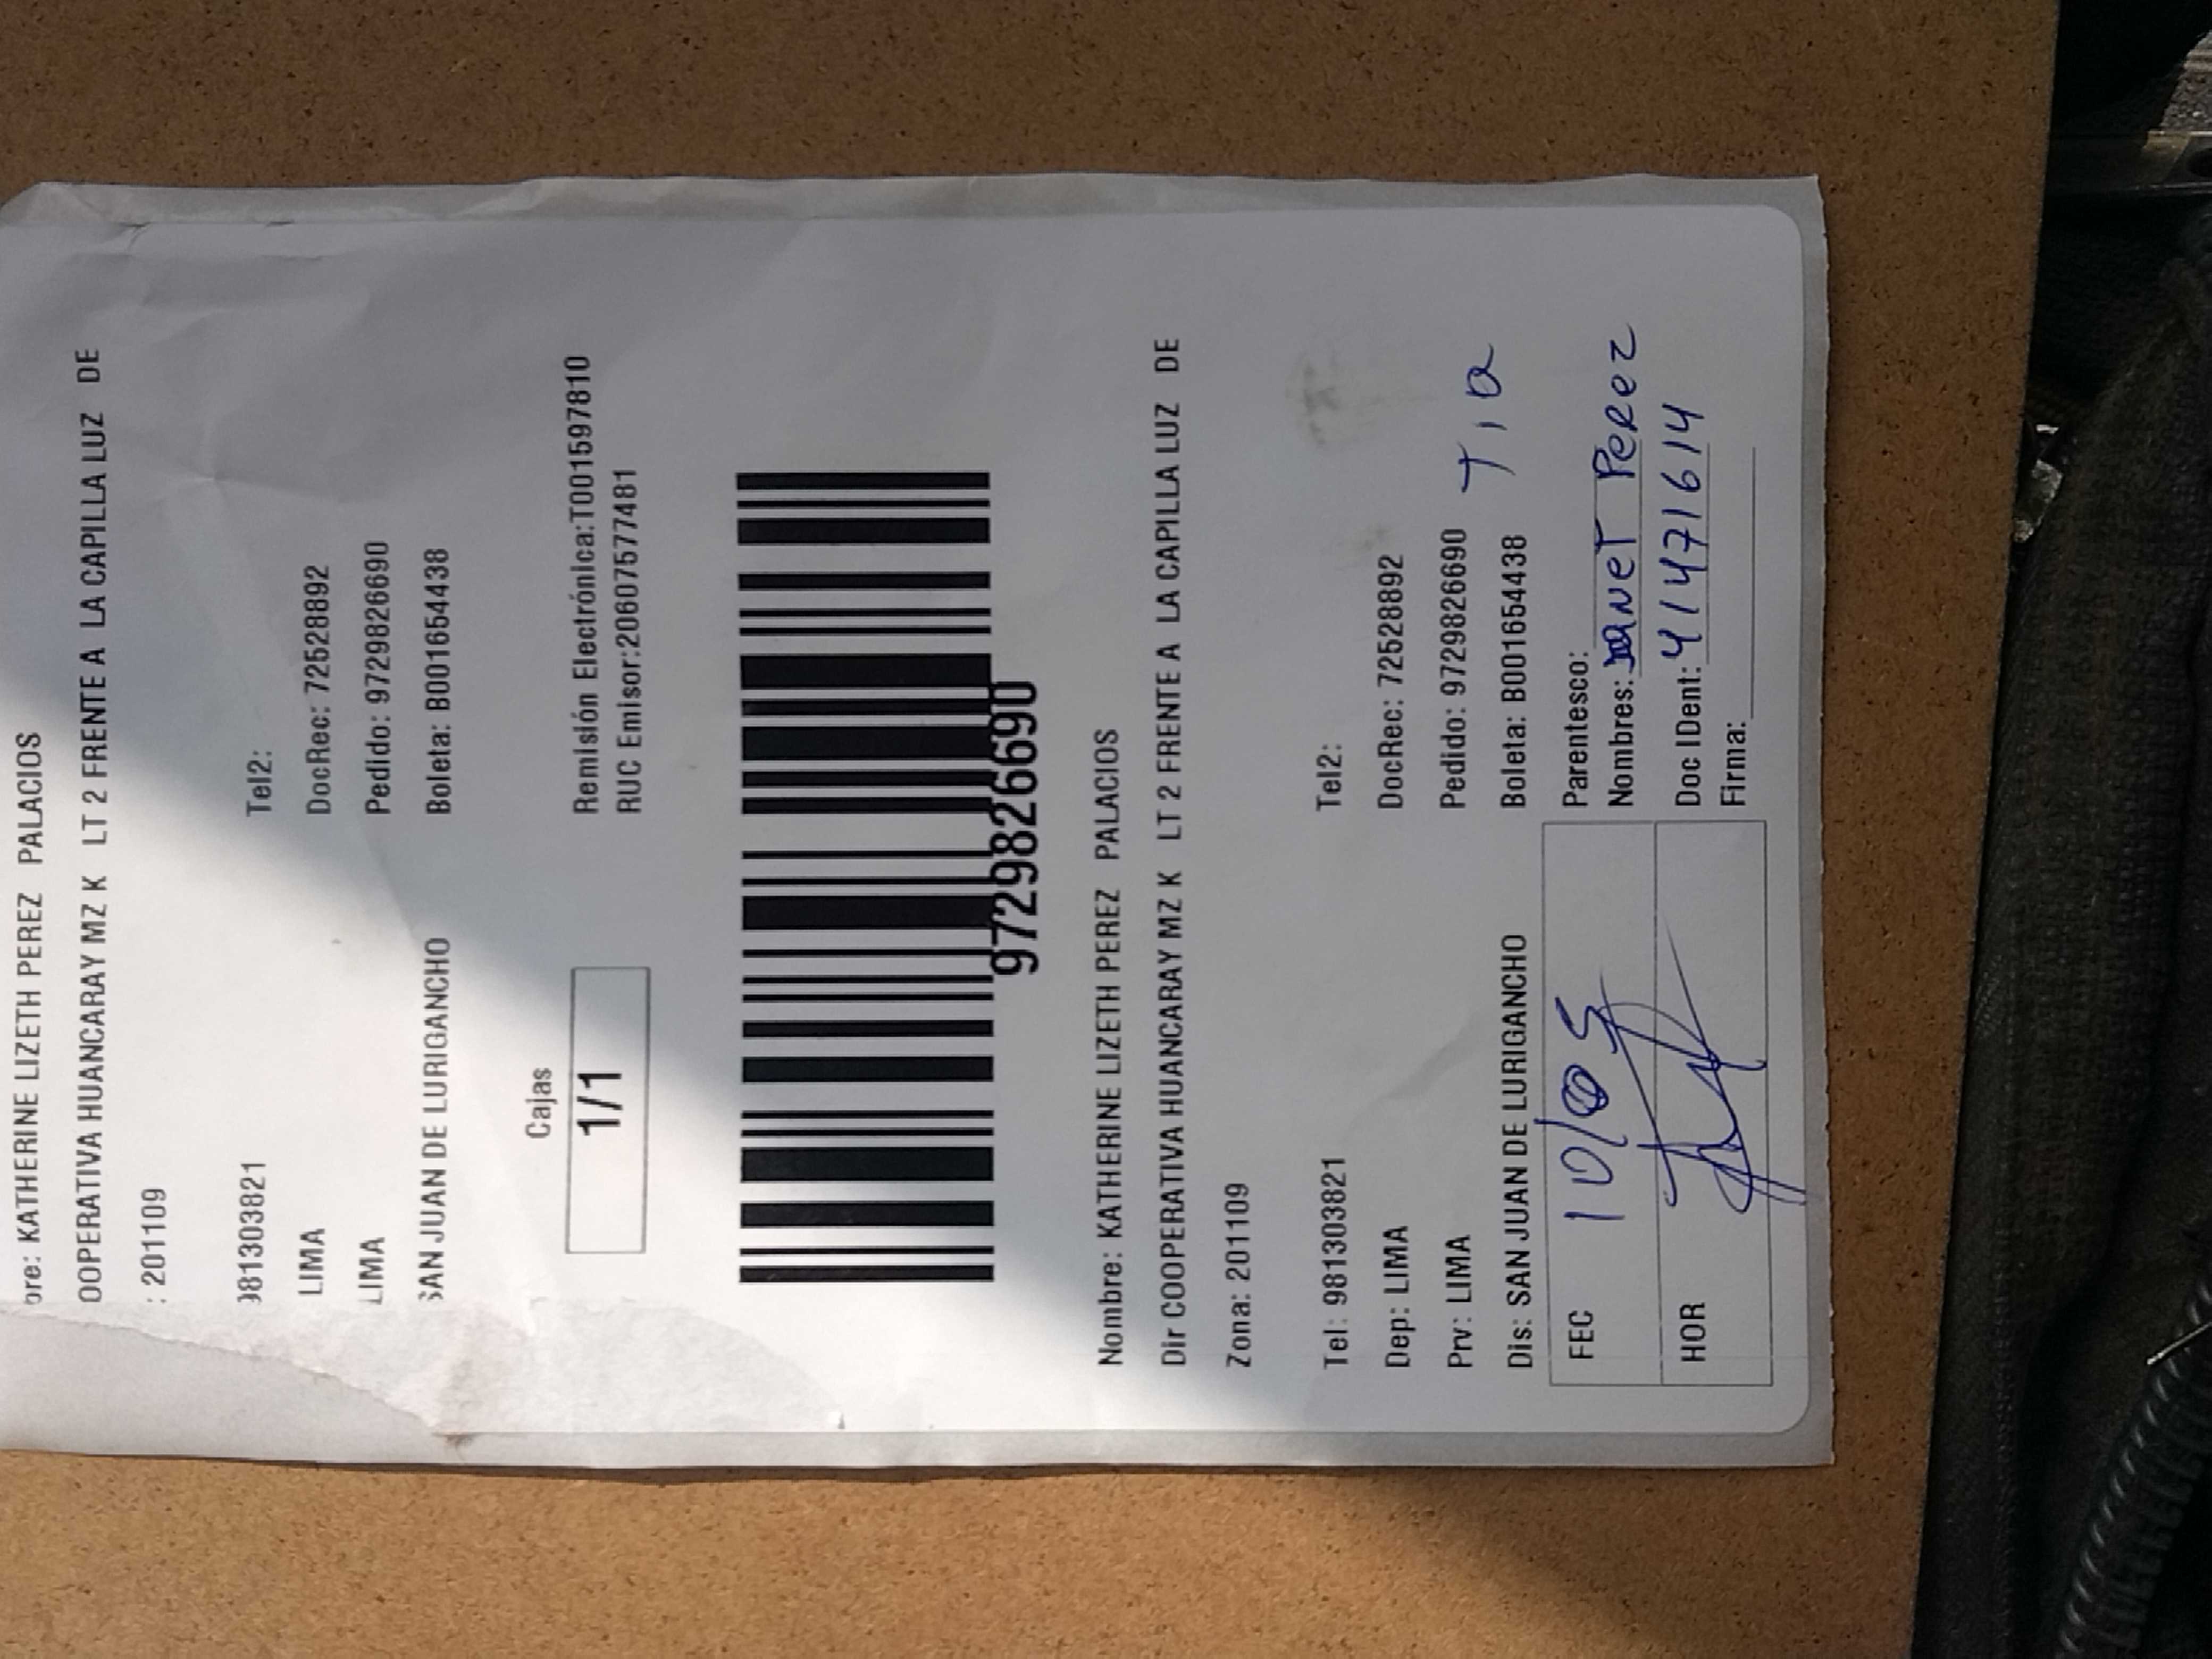 bre: KATHERINE LIZETH PEREZ PALACIOS
OOPERATIVA HUANCARAY MZ K LT 2 FRENTE A LA CAPILLA LUZ DE
: 201109
981303821 Tel2:
LIMA DocRec: 72528892
LIMA Pedido: 9729826690
SAN JUAN DE LURIGANCHO Boleta: B001654438
Cajas
1/1
Remisión Electrónica:T001597810
RUC Emisor:20607577481
9729826690
Nombre: KATHERINE LIZETH PEREZ PALACIOS
Dir COOPERATIVA HUANCARAY MZ K LT 2 FRENTE A LA CAPILLA LUZ DE
Zona: 201109
Tel: 981303821 Tel2:
Dep: LIMA DocRec: 72528892
Prv: LIMA Pedido: 9729826690 Tia
Dis: SAN JUAN DE LURIGANCHO Boleta: B001654438
FEC 10/05
HOR
Parentesco:
Nombres: Janet Perez
Doc IDent: 41471614
Firma: